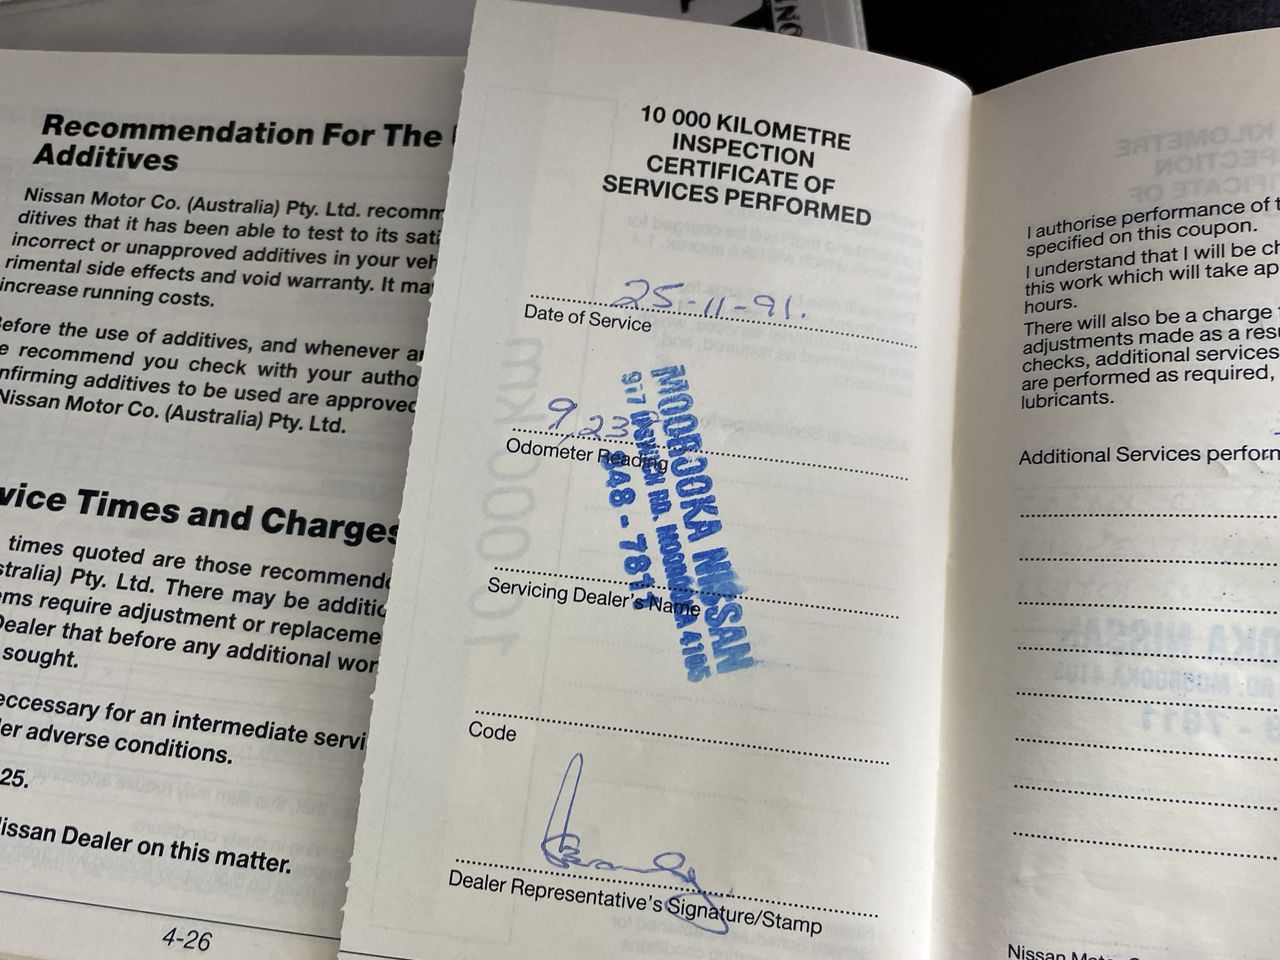 Recommendation For The
Additives
Nissan Motor Co. (Australia) Pty. Ltd. recomm
ditives that it has been able to test to its sati
incorrect or unapproved additives in your veh
rimental side effects and void warranty. It may
increase running costs.
efore the use of additives, and whenever
e recommend you check with your autho
nfirming additives to be used are approved
Nissan Motor Co. (Australia) Pty. Ltd.
vice Times and Charges
times quoted are those recommend
stralia) Pty. Ltd. There may be additio
ems require adjustment or replaceme
Dealer that before any additional wor
sought.
eccessary for an intermediate servi
er adverse conditions.
25.
issan Dealer on this matter.
4-26
10 000 KILOMETRE
INSPECTION
CERTIFICATE OF
SERVICES PERFORMED
25-11-91.
Date of Service
Odometer Reading
Servicing Dealer's Name
MOOROOKA NISSAN
977 IPSWICH RD. MOOROOKA 4105
848 - 7811
Code
Dealer Representative's Signature/Stamp
I authorise performance of
specified on this coupon.
I understand that I will be ch
this work which will take ap
hours.
There will also be a charge
adjustments made as a resu
checks, additional services
are performed as required,
lubricants.
Additional Services perform
Nissan